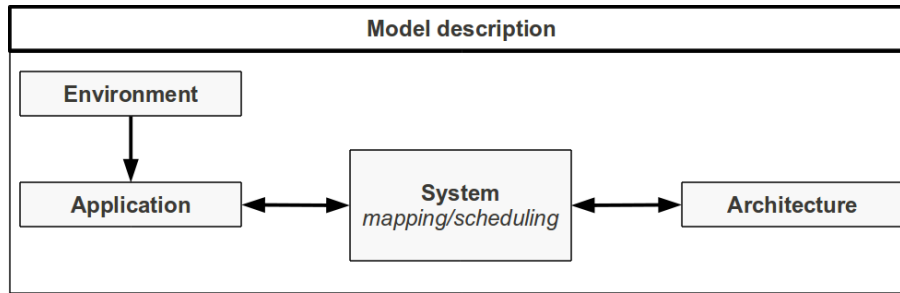 Model description
Environment
Application
System
mapping/scheduling
Architecture